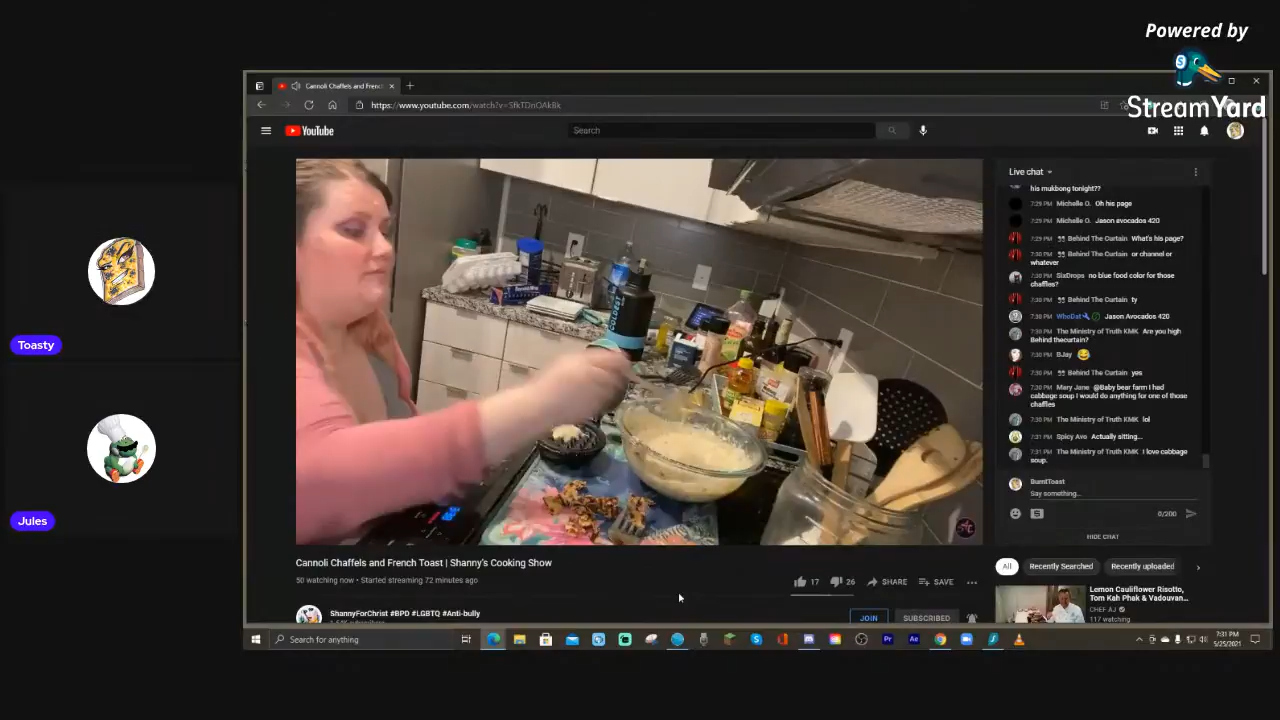 Powered by
StreamYard
Cannoli Chaffels and Frenc
https://www.youtube.com/watch?v=
YouTube
Search
Live chat
his mukbong tonight??
7:29 PM Michelle O. Oh his page
7:29 PM Michelle O. Jason avocados 420
7:29 PM Behind The Curtain What's his page?
7:30 PM Behind The Curtain or channel or
whatever
7:30 PM SixDrops no blue food color for those
chaffles?
7:30 PM Behind The Curtain ty
7:30 PM WhoDat Jason Avocados 420
7:30 PM The Ministry of Truth KMK Are you high
Behind thecurtain?
7:30 PM BJay
7:30 PM Behind The Curtain yes
7:30 PM Mary Jane @Baby bear farm I had
cabbage soup I would do anything for one of those
chaffles
7:30 PM The Ministry of Truth KMK lol
7:31 PM Spicy Avo Actually sitting...
7:31 PM The Ministry of Truth KMK I love cabbage
soup.
BurntToast
Say something...
0/200
HIDE CHAT
Toasty
Jules
COLDEST
Cannoli Chaffels and French Toast | Shanny's Cooking Show
50 watching now • Started streaming 72 minutes ago
17
26
SHARE
SAVE
ShannyForChrist #BPD #LGBTQ #Anti-bully
JOIN
SUBSCRIBED
All
Recently Searched
Recently uploaded
Lemon Cauliflower Risotto,
Tom Kah Phak & Vadouvan...
CHEF AJ
117 watching
Search for anything
7:31 PM
5/25/2021